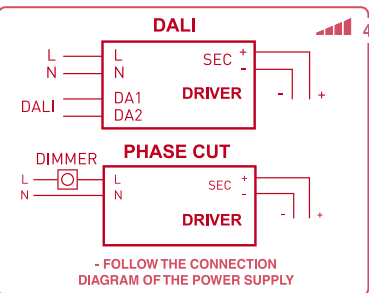 DALI
4
L
L
SEC +
N
N
-
DALI
DA1
DRIVER
- +
DA2
DIMMER
PHASE CUT
L
L
SEC +
N
N
-
DRIVER
- +
- FOLLOW THE CONNECTION
DIAGRAM OF THE POWER SUPPLY